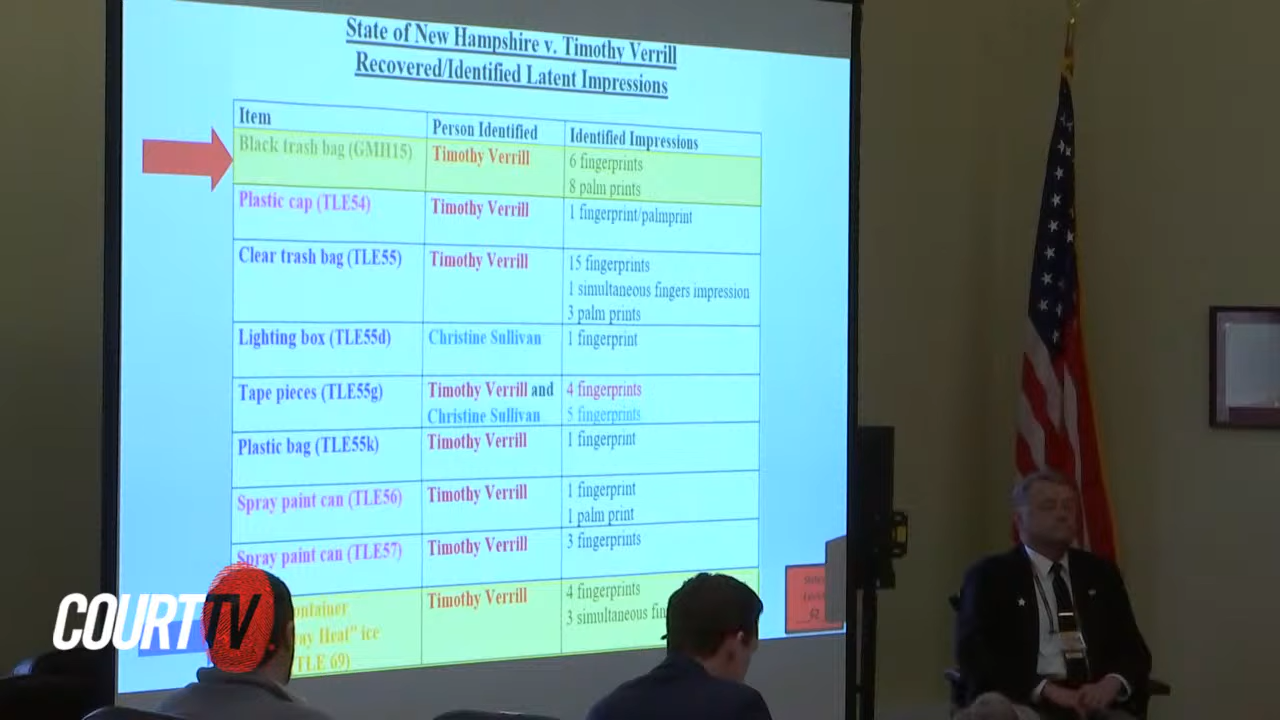 State of New Hampshire v. Timothy Verrill
Recovered/Identified Latent Impressions
Item Person Identified Identified Impressions
Black trash bag (GMH15) Timothy Verrill 6 fingerprints
8 palm prints
Plastic cap (TLE54) Timothy Verrill 1 fingerprint/palmprint
Clear trash bag (TLE55) Timothy Verrill 15 fingerprints
1 simultaneous fingers impression
3 palm prints
Lighting box (TLE55d) Christine Sullivan 1 fingerprint
Tape pieces (TLE55g) Timothy Verrill and 4 fingerprints
Christine Sullivan 5 fingerprints
Plastic bag (TLE55k) Timothy Verrill 1 fingerprint
Spray paint can (TLE56) Timothy Verrill 1 fingerprint
1 palm print
Spray paint can (TLE57) Timothy Verrill 3 fingerprints
Timothy Verrill 4 fingerprints
Heat" ice 3 simultaneous
TLE 69)
COURT TV